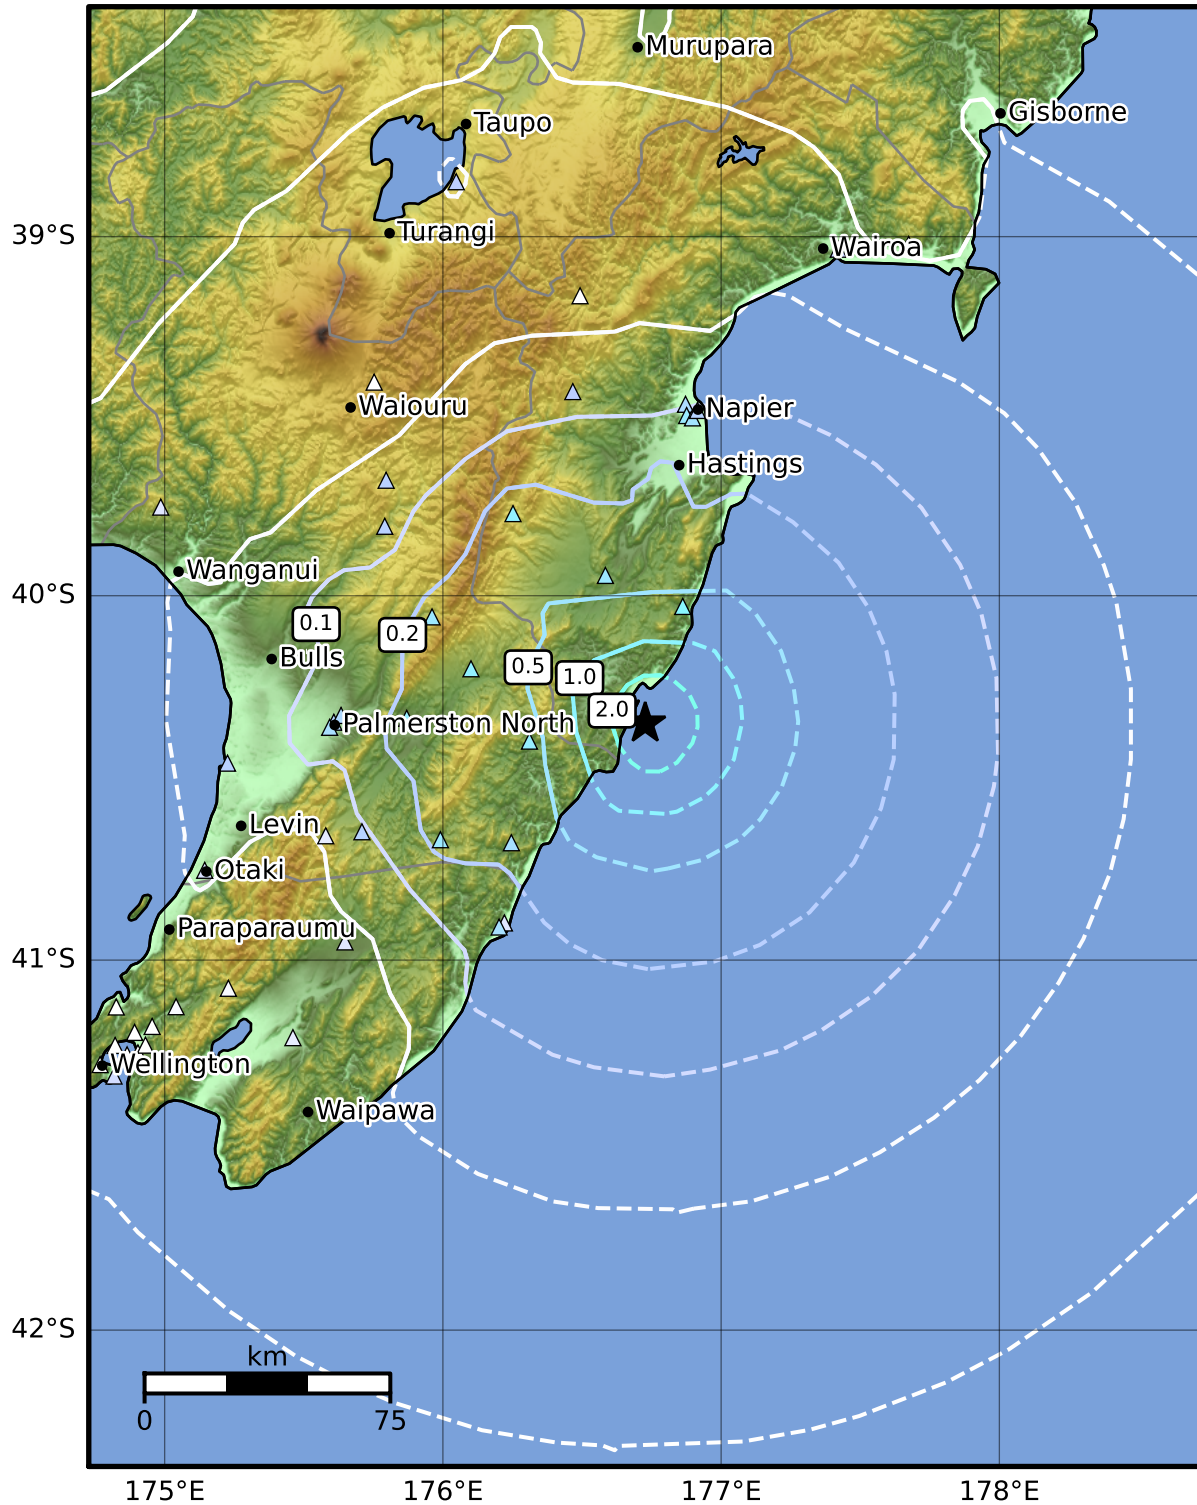 Murupara
Gisborne
Taupo
Turangi
39°S
Wairoa
Waiouru
Napier
Hastings
Wanganui
40°S
0.1
0.2
Bulls
0.5
1.0
2.0
Palmerston North
Levin
Otaki
Paraparaumu
41°S
Wellington
Waipawa
42°S
km
0
75
175°E
176°E
177°E
178°E